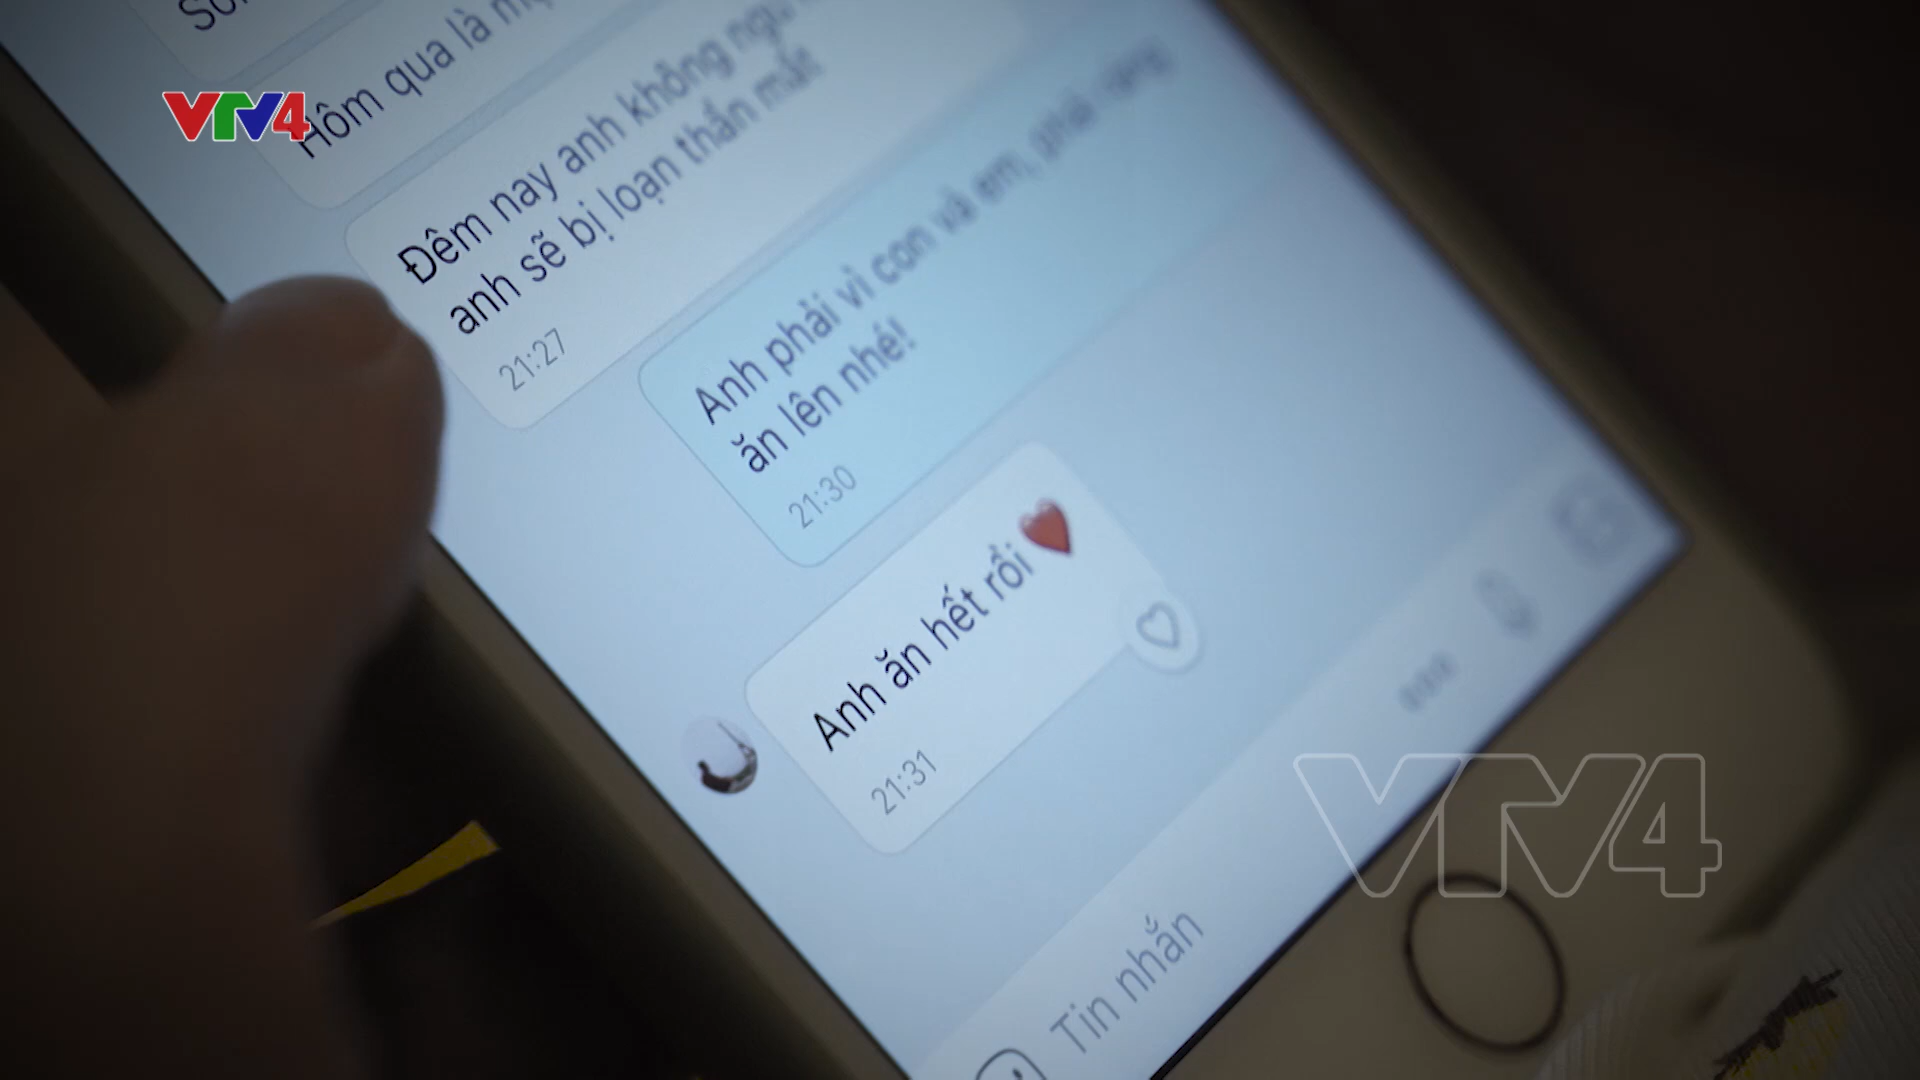 VTV4
Hôm qua là
Đêm nay anh không
anh sẽ bị loạn thần mất
21:27
Anh phải vì con và em, phải ráng
ăn lên nhé!
21:30
Anh ăn hết rồi
21:31
VTV4
Tin nhắn